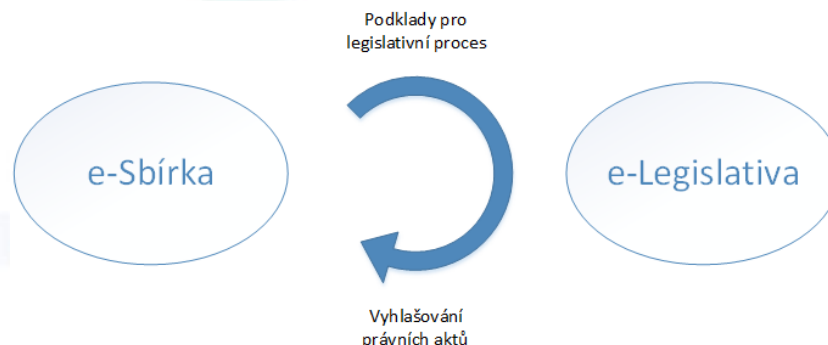 Podklady pro
legislativní proces
e-Sbírka
e-Legislativa
Vyhlašování
právních aktů